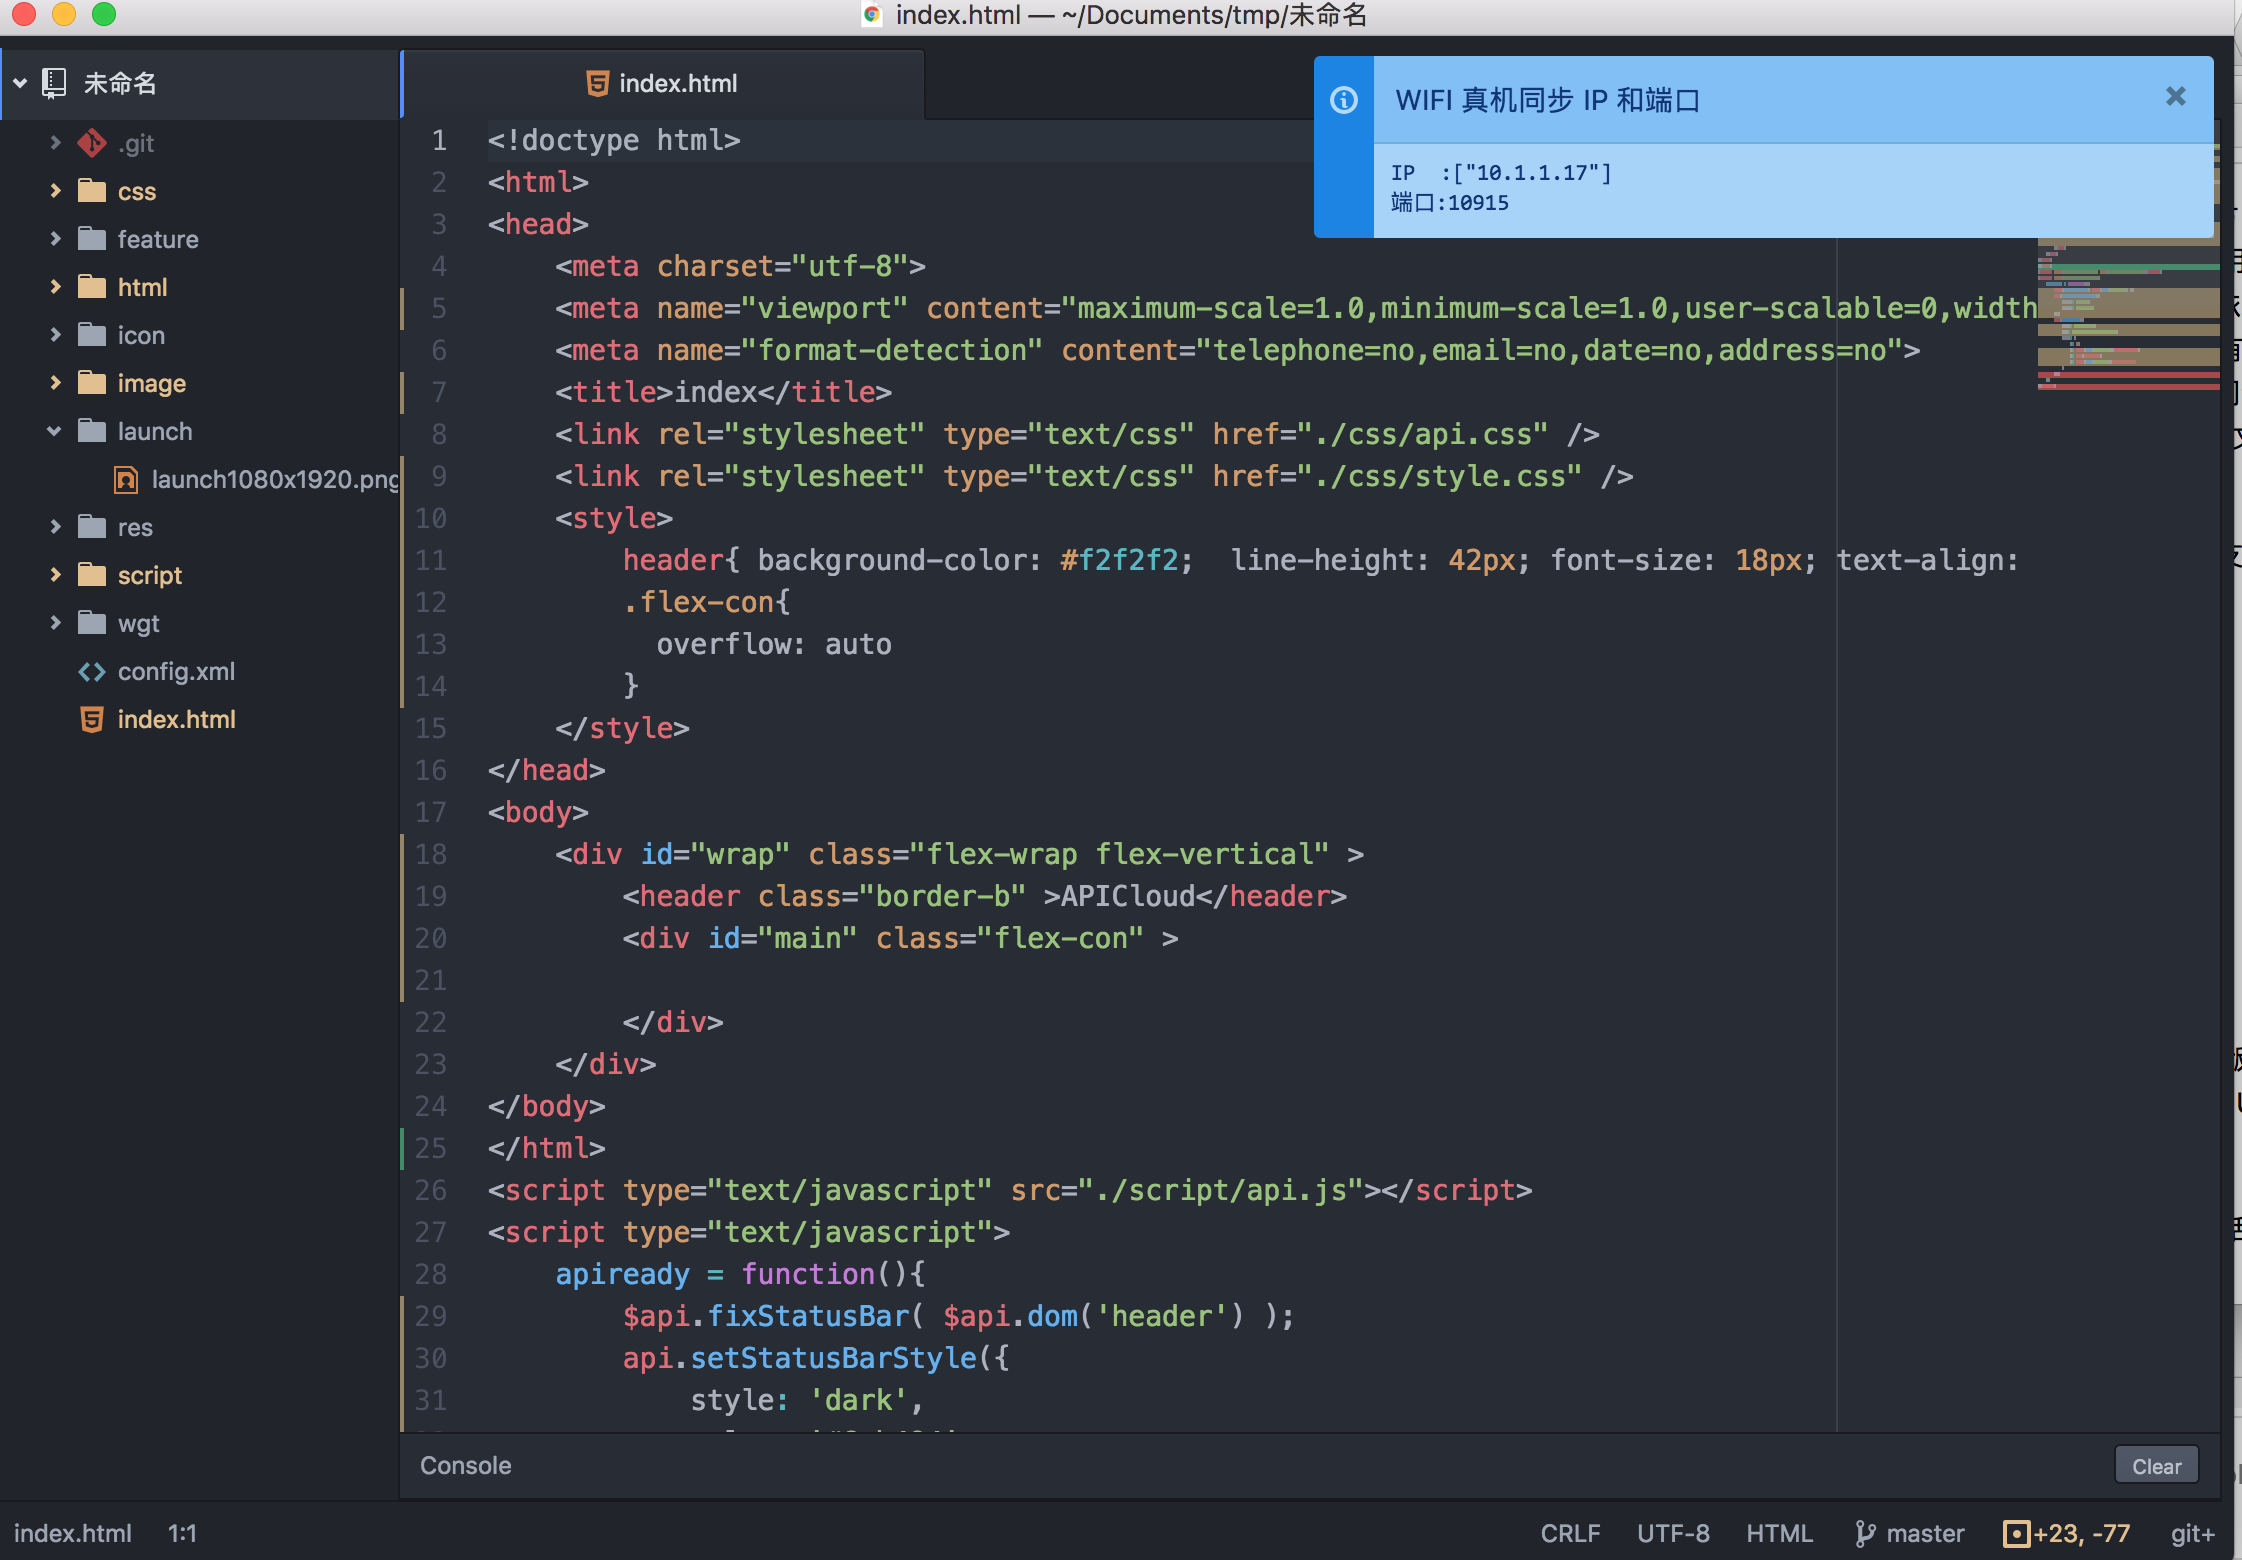 index.html — ~/Documents/tmp/未命名
未命名
.git
css
feature
html
icon
image
launch
launch1080x1920.png
res
script
wgt
config.xml
index.html
index.html
WIFI 真机同步 IP 和端口
IP  :["10.1.1.17"]
端口:10915
1 <!doctype html>
2 <html>
3 <head>
4     <meta charset="utf-8">
5     <meta name="viewport" content="maximum-scale=1.0,minimum-scale=1.0,user-scalable=0,width
6     <meta name="format-detection" content="telephone=no,email=no,date=no,address=no">
7     <title>index</title>
8     <link rel="stylesheet" type="text/css" href="./css/api.css" />
9     <link rel="stylesheet" type="text/css" href="./css/style.css" />
10     <style>
11         header{ background-color: #f2f2f2;  line-height: 42px; font-size: 18px; text-align:
12         .flex-con{
13           overflow: auto
14         }
15     </style>
16 </head>
17 <body>
18     <div id="wrap" class="flex-wrap flex-vertical" >
19         <header class="border-b" >APICloud</header>
20         <div id="main" class="flex-con" >
21
22         </div>
23     </div>
24 </body>
25 </html>
26 <script type="text/javascript" src="./script/api.js"></script>
27 <script type="text/javascript">
28     apiready = function(){
29         $api.fixStatusBar( $api.dom('header') );
30         api.setStatusBarStyle({
31             style: 'dark',
Console
Clear
index.html 1:1 CRLF UTF-8 HTML master +23, -77 git+